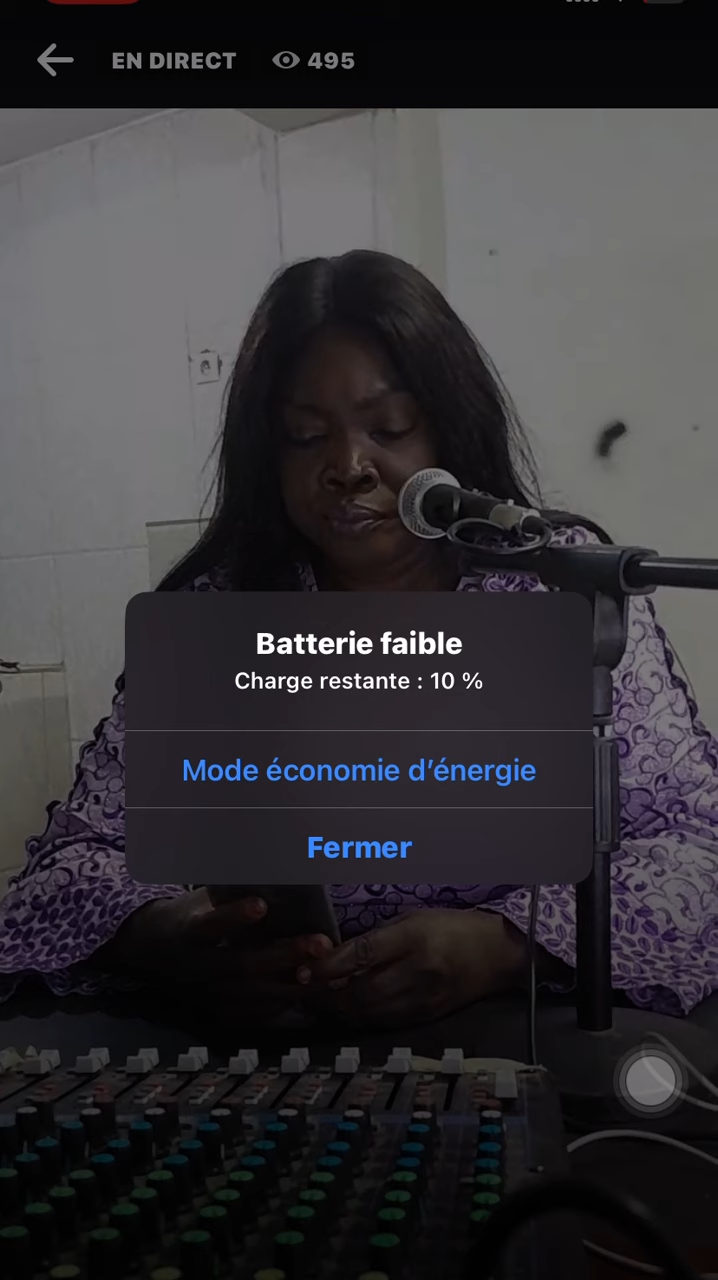 EN DIRECT 495
Batterie faible
Charge restante : 10 %
Mode économie d’énergie
Fermer